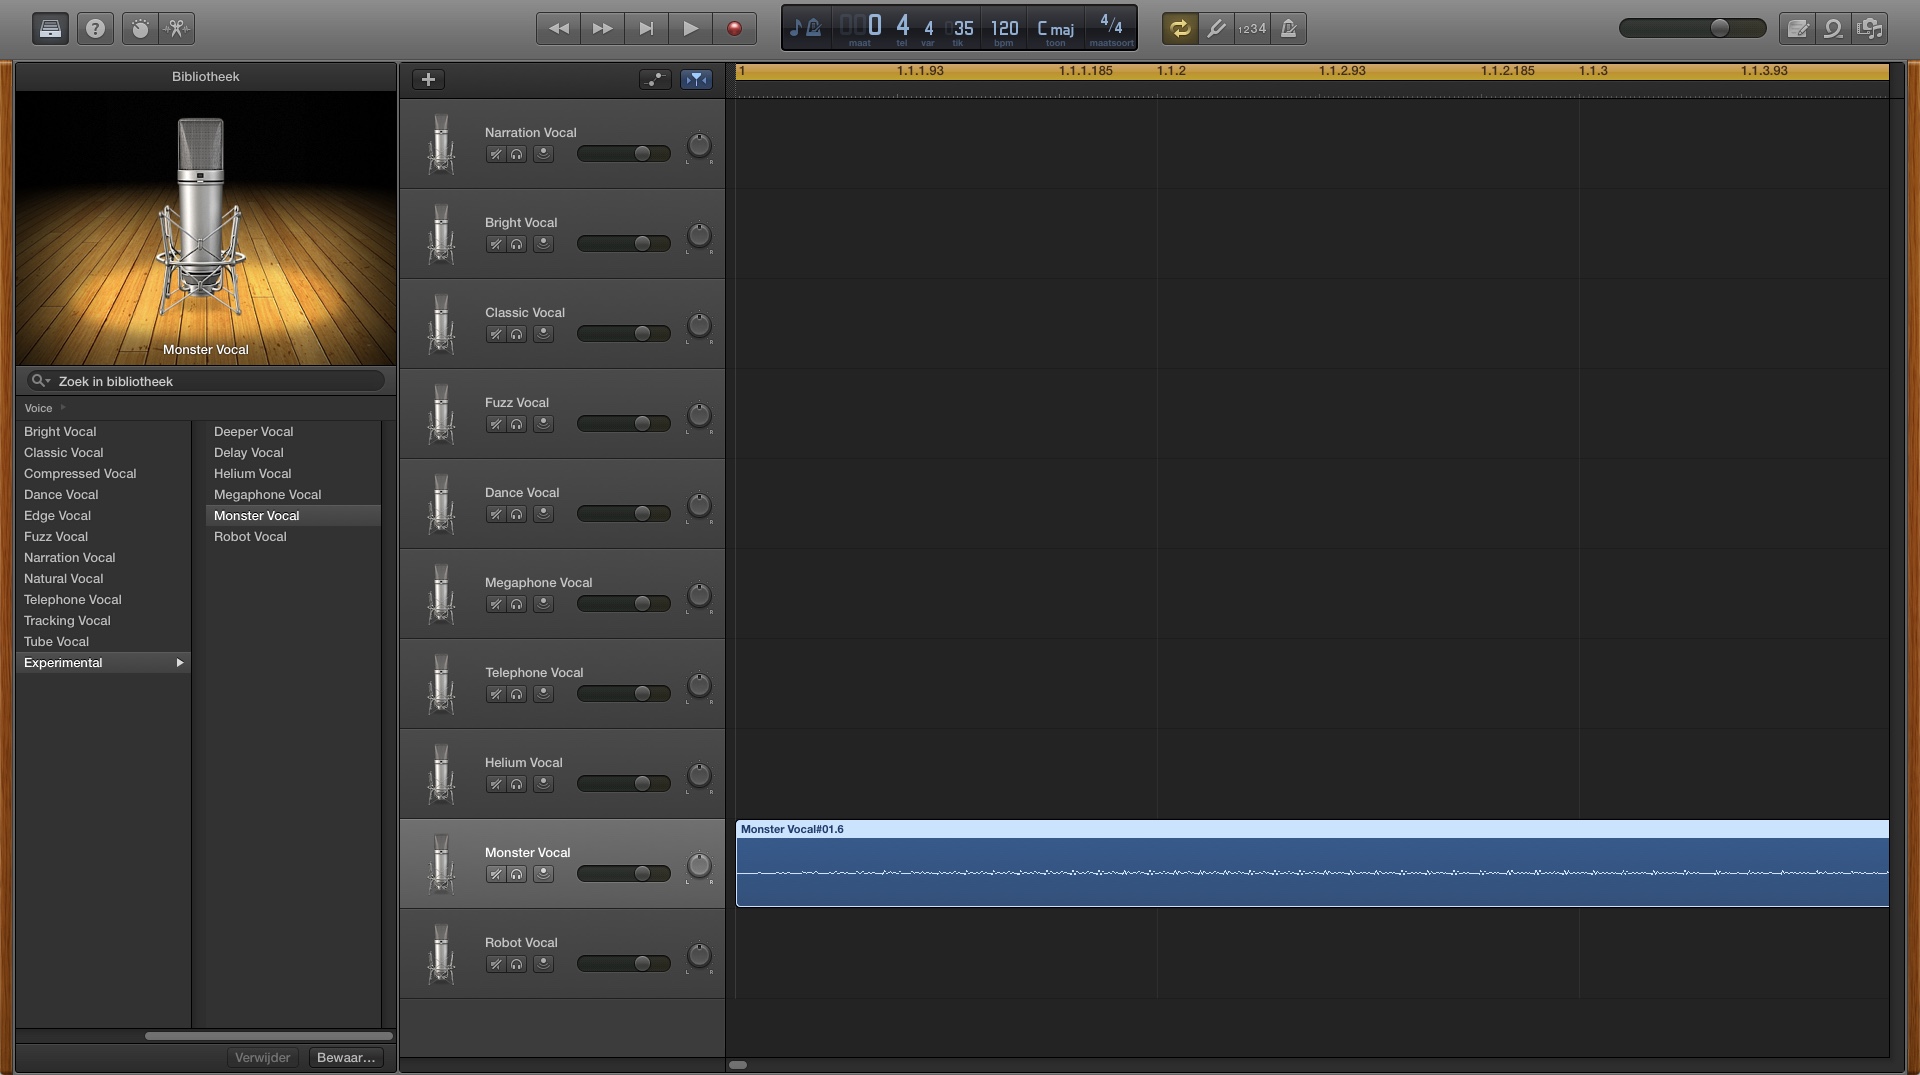 ?
0 4 4 35 120 C maj 4/4
maat tel var tik bpm toon maatsoort
1234
Bibliotheek
1 1.1.1.93 1.1.1.185 1.1.2 1.1.2.93 1.1.2.185 1.1.3 1.1.3.93
Monster Vocal
Zoek in bibliotheek
Voice
Bright Vocal
Classic Vocal
Compressed Vocal
Dance Vocal
Edge Vocal
Fuzz Vocal
Narration Vocal
Natural Vocal
Telephone Vocal
Tracking Vocal
Tube Vocal
Experimental
Deeper Vocal
Delay Vocal
Helium Vocal
Megaphone Vocal
Monster Vocal
Robot Vocal
Verwijder Bewaar...
Narration Vocal
L R
Bright Vocal
L R
Classic Vocal
L R
Fuzz Vocal
L R
Dance Vocal
L R
Megaphone Vocal
L R
Telephone Vocal
L R
Helium Vocal
L R
Monster Vocal
L R
Robot Vocal
L R
Monster Vocal#01.6